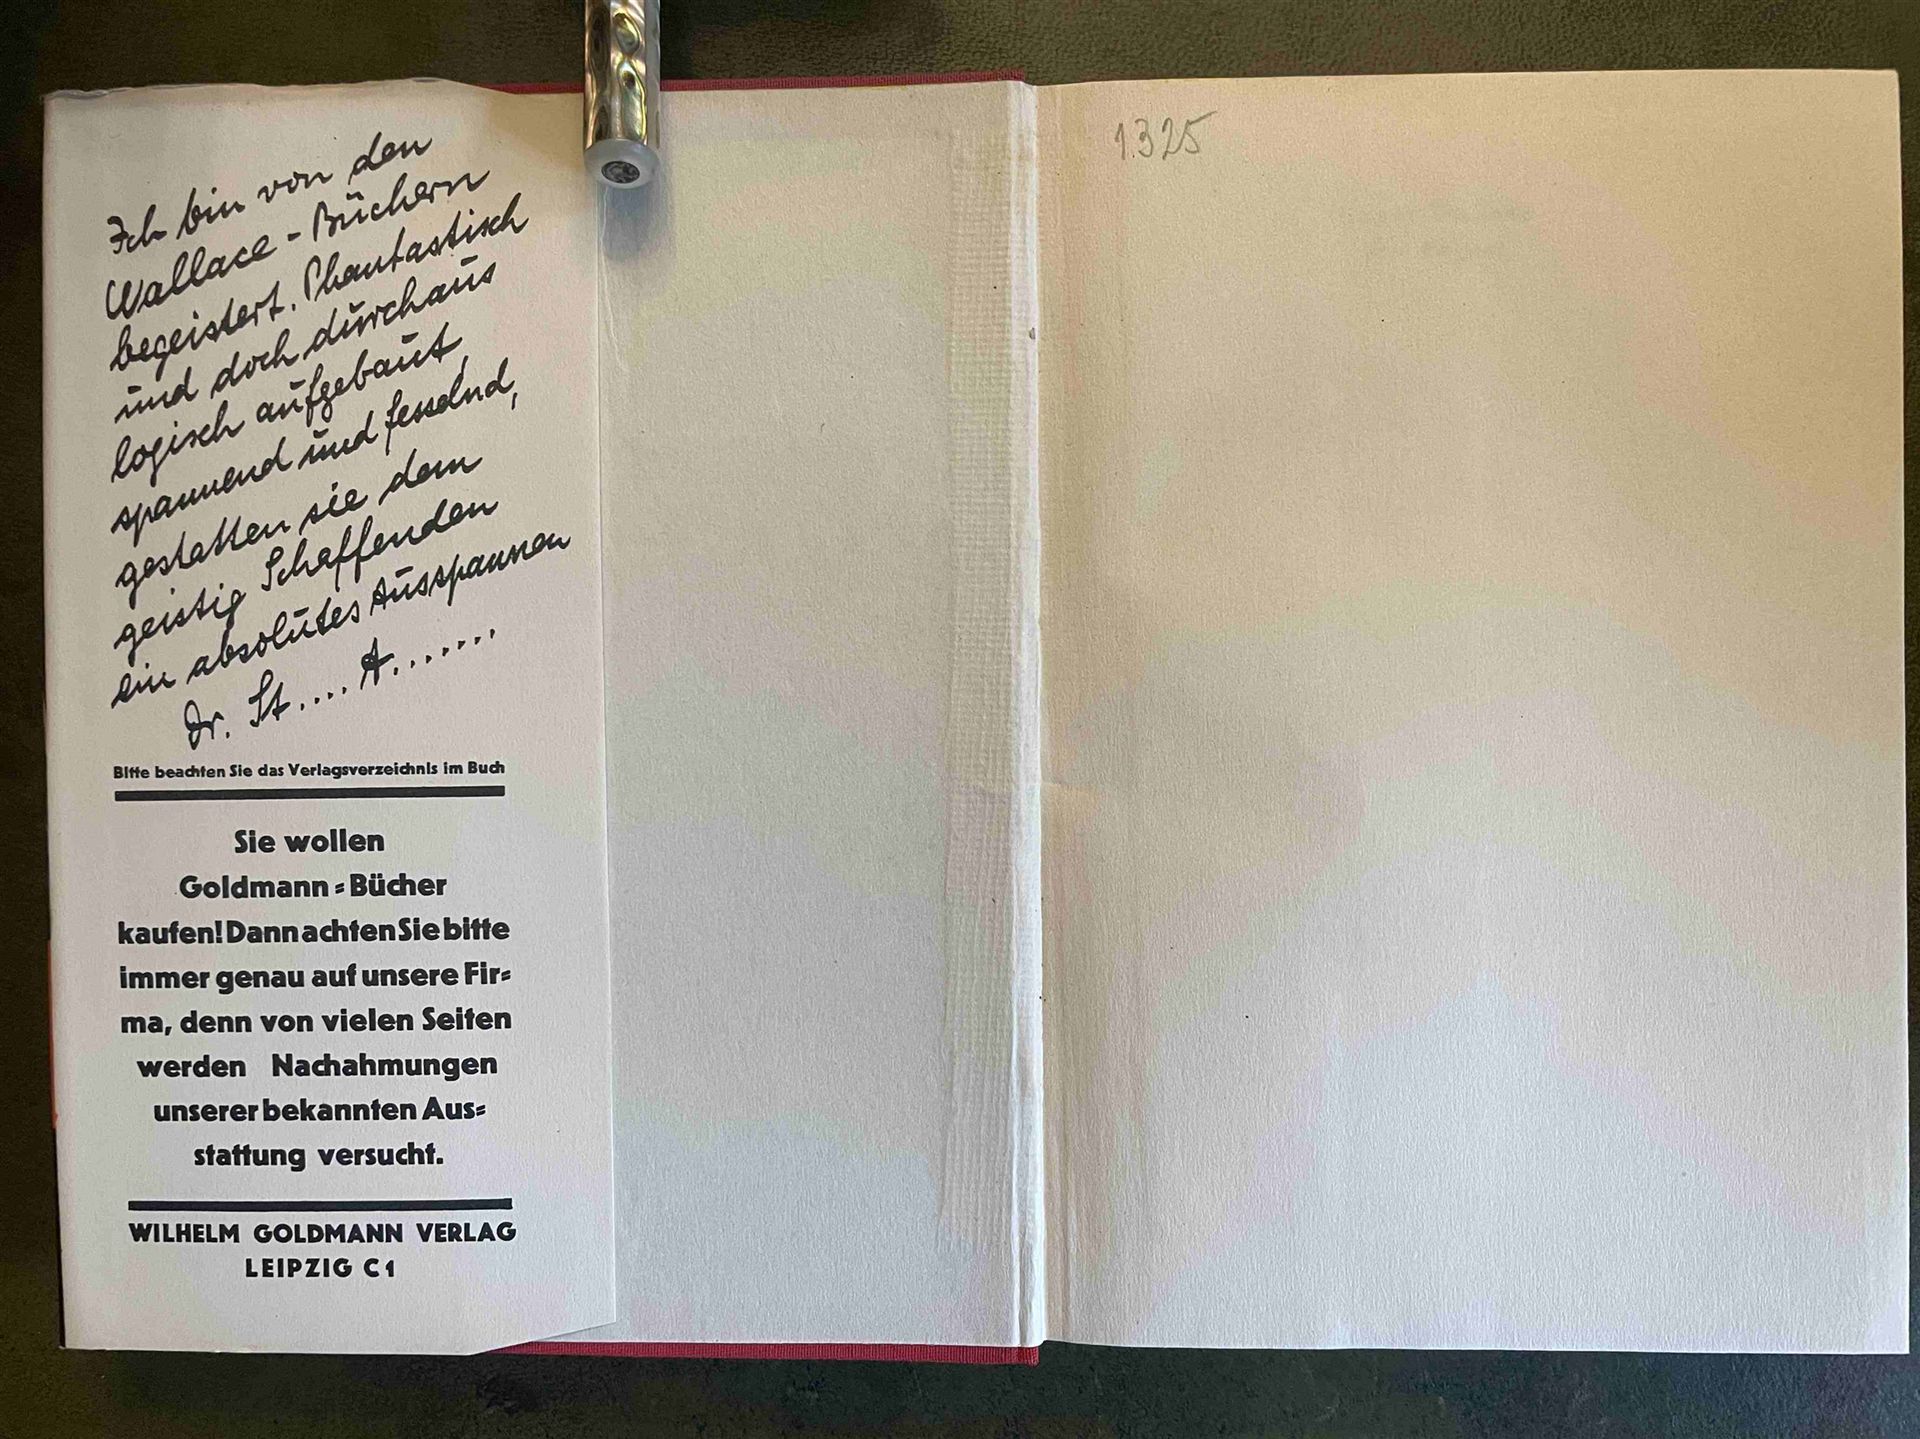 Ich bin von den
Wallace-Büchern
begeistert. Phantastisch
und doch durchaus
logisch aufgebaut,
spannend und fesselnd,
gestatten sie dem
geistig Schaffenden
ein absolutes Ausspannen
Dr. St.... A.......
Bitte beachten Sie das Verlagsverzeichnis im Buch
Sie wollen
Goldmann=Bücher
kaufen! Dann achten Sie bitte
immer genau auf unsere Fir=
ma, denn von vielen Seiten
werden Nachahmungen
unserer bekannten Aus=
stattung versucht.
WILHELM GOLDMANN VERLAG
LEIPZIG C1
1.325